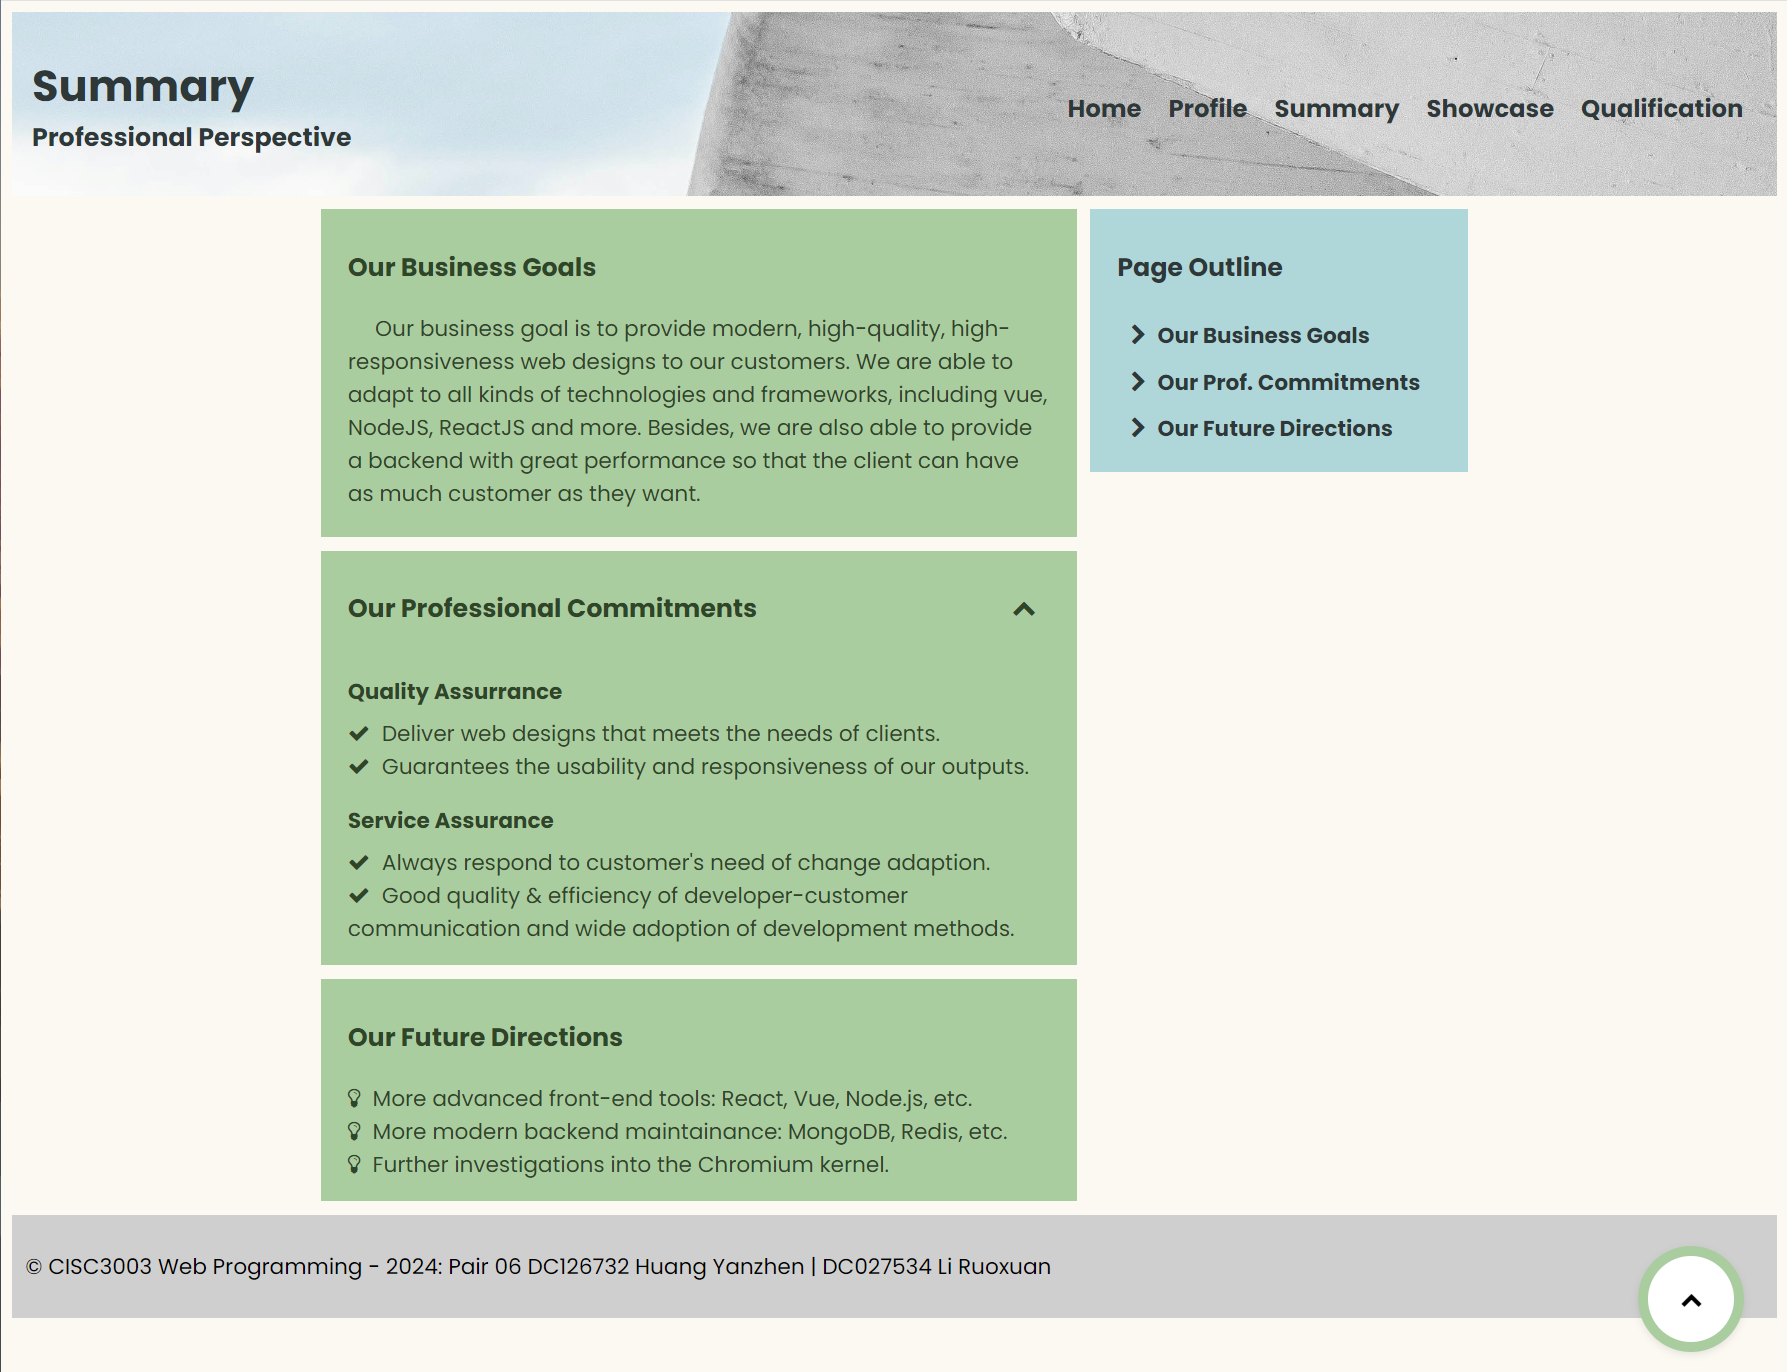 Summary
Professional Perspective
Home Profile Summary Showcase Qualification
Our Business Goals
Our business goal is to provide modern, high-quality, high-
responsiveness web designs to our customers. We are able to
adapt to all kinds of technologies and frameworks, including vue,
NodeJS, ReactJS and more. Besides, we are also able to provide
a backend with great performance so that the client can have
as much customer as they want.
Our Professional Commitments
Quality Assurrance
Deliver web designs that meets the needs of clients.
Guarantees the usability and responsiveness of our outputs.
Service Assurance
Always respond to customer's need of change adaption.
Good quality & efficiency of developer-customer
communication and wide adoption of development methods.
Our Future Directions
More advanced front-end tools: React, Vue, Node.js, etc.
More modern backend maintainance: MongoDB, Redis, etc.
Further investigations into the Chromium kernel.
Page Outline
Our Business Goals
Our Prof. Commitments
Our Future Directions
© CISC3003 Web Programming - 2024: Pair 06 DC126732 Huang Yanzhen | DC027534 Li Ruoxuan